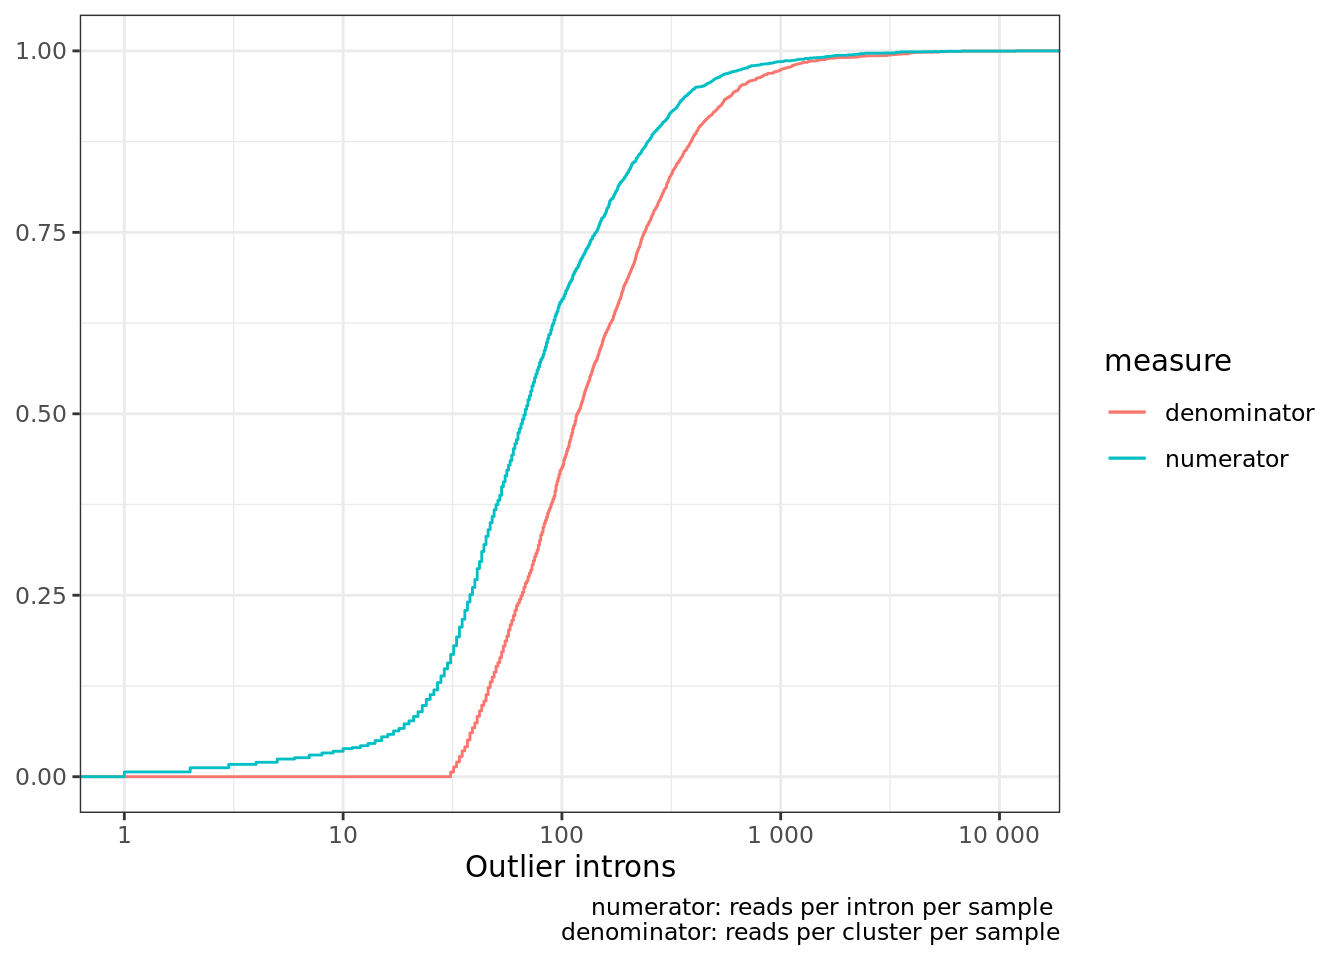 1.00
0.75
0.50
0.25
0.00
1
10
100
1 000
10 000
Outlier introns
numerator: reads per intron per sample
denominator: reads per cluster per sample
measure
denominator
numerator